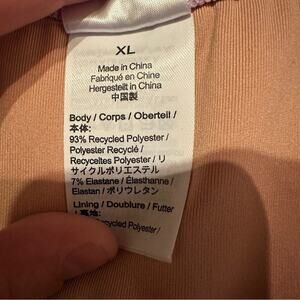 XL
Made in China
Fabriqué en Chine
Hergestellt in China
中国製
Body / Corps / Oberteil /
本体:
93% Recycled Polyester /
Polyester Recyclé /
Recyceltes Polyester / リ
サイクルポリエステル
7% Elastane / Élasthanne /
Elastan / ポリウレタン
Lining / Doublure / Futter
/ 裏地:
Recycled Polyester /